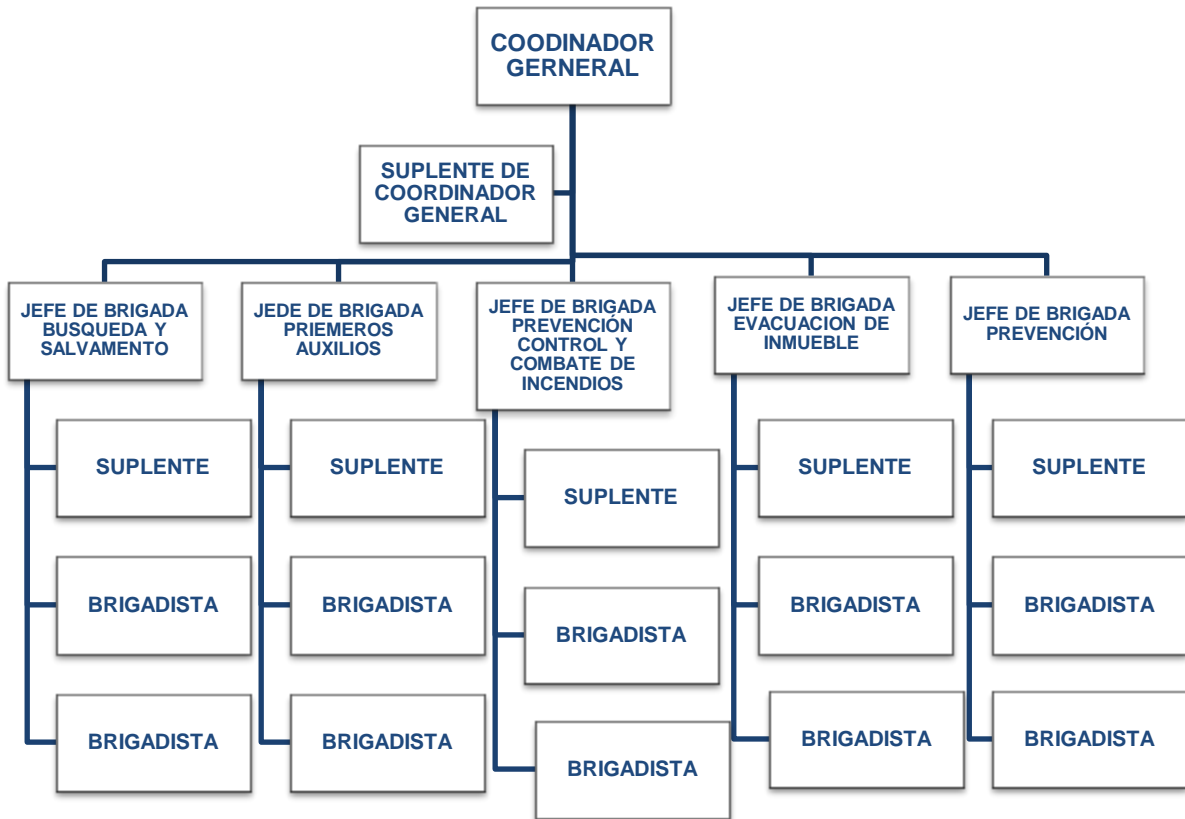 COODINADOR
GERNERAL
SUPLENTE DE
COORDINADOR
GENERAL
JEFE DE BRIGADA
BUSQUEDA Y
SALVAMENTO
JEDE DE BRIGADA
PRIEMEROS
AUXILIOS
JEFE DE BRIGADA
PREVENCIÓN
CONTROL Y
COMBATE DE
INCENDIOS
JEFE DE BRIGADA
EVACUACION DE
INMUEBLE
JEFE DE BRIGADA
PREVENCIÓN
SUPLENTE
SUPLENTE
SUPLENTE
SUPLENTE
SUPLENTE
BRIGADISTA
BRIGADISTA
BRIGADISTA
BRIGADISTA
BRIGADISTA
BRIGADISTA
BRIGADISTA
BRIGADISTA
BRIGADISTA
BRIGADISTA